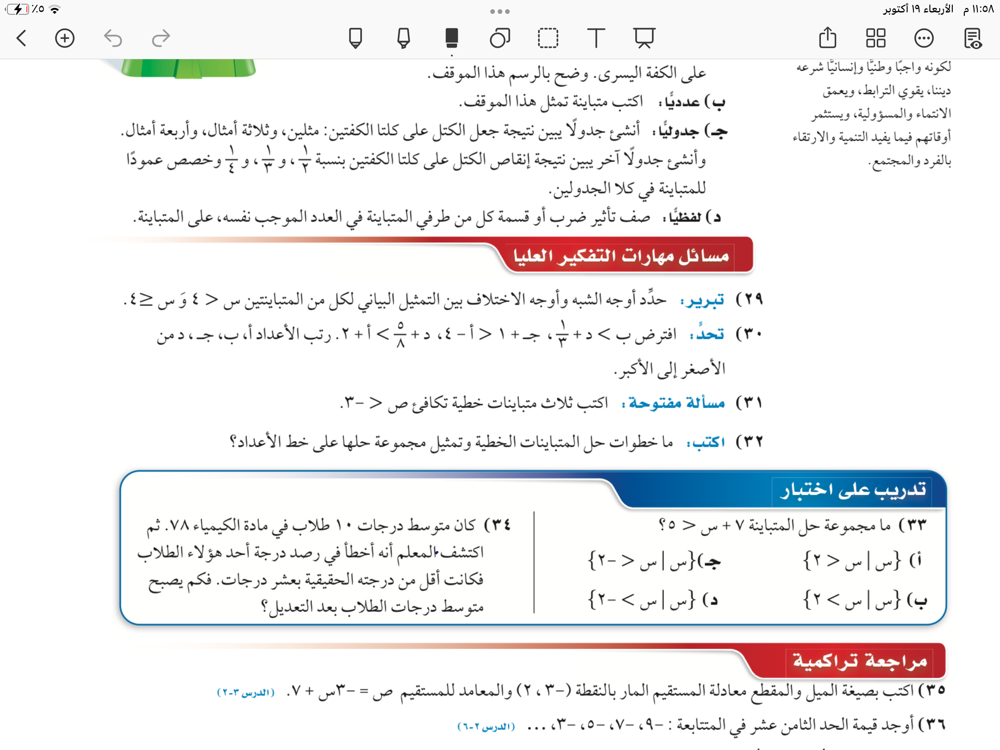 ١١:٥٨ م الأربعاء ١٩ أكتوبر
٪٥
لكونه واجبًا وطنيًّا وإنسانيًّا شرعه
ديننا، يقوي الترابط، ويعمق
الانتماء والمسؤولية، ويستثمر
أوقاتهم فيما يفيد التنمية والارتقاء
بالفرد والمجتمع.
على الكفة اليسرى. وضح بالرسم هذا الموقف.
ب) عدديًّا: اكتب متباينة تمثل هذا الموقف.
جـ) جدوليًّا: أنشئ جدولًا يبين نتيجة جعل الكتل على كلتا الكفتين: مثلين، وثلاثة أمثال، وأربعة أمثال.
وأنشئ جدولًا آخر يبين نتيجة إنقاص الكتل على كلتا الكفتين بنسبة ١/٢، و ١/٣، و ١/٤ وخصص عمودًا
للمتباينة في كلا الجدولين.
د) لفظيًّا: صف تأثير ضرب أو قسمة كل من طرفي المتباينة في العدد الموجب نفسه، على المتباينة.
مسائل مهارات التفكير العليا
٢٩) تبرير: حدِّد أوجه الشبه وأوجه الاختلاف بين التمثيل البياني لكل من المتباينتين س < ٤ وَ س ≤ ٤.
٣٠) تحدٍّ: افترض ب > د + ١/٣، جـ + ١ < أ − ٤، د + ٥/٨ > أ + ٢. رتب الأعداد أ، ب، جـ، د من
الأصغر إلى الأكبر.
٣١) مسألة مفتوحة: اكتب ثلاث متباينات خطية تكافئ ص < −٣.
٣٢) اكتب: ما خطوات حل المتباينات الخطية وتمثيل مجموعة حلها على خط الأعداد؟
تدريب على اختبار
٣٣) ما مجموعة حل المتباينة ٧ + س < ٥؟
أ) {س | س < ٢}
جـ) {س | س < −٢}
ب) {س | س > ٢}
د) {س | س > −٢}
٣٤) كان متوسط درجات ١٠ طلاب في مادة الكيمياء ٧٨. ثم
اكتشف المعلم أنه أخطأ في رصد درجة أحد هؤلاء الطلاب
فكانت أقل من درجته الحقيقية بعشر درجات. فكم يصبح
متوسط درجات الطلاب بعد التعديل؟
مراجعة تراكمية
٣٥) اكتب بصيغة الميل والمقطع معادلة المستقيم المار بالنقطة (−٣ ، ٢) والمعامد للمستقيم ص = −٣س + ٧. (الدرس ٣-٢)
٣٦) أوجد قيمة الحد الثامن عشر في المتتابعة : −٩، −٧، −٥، −٣، ... (الدرس ٢-٦)